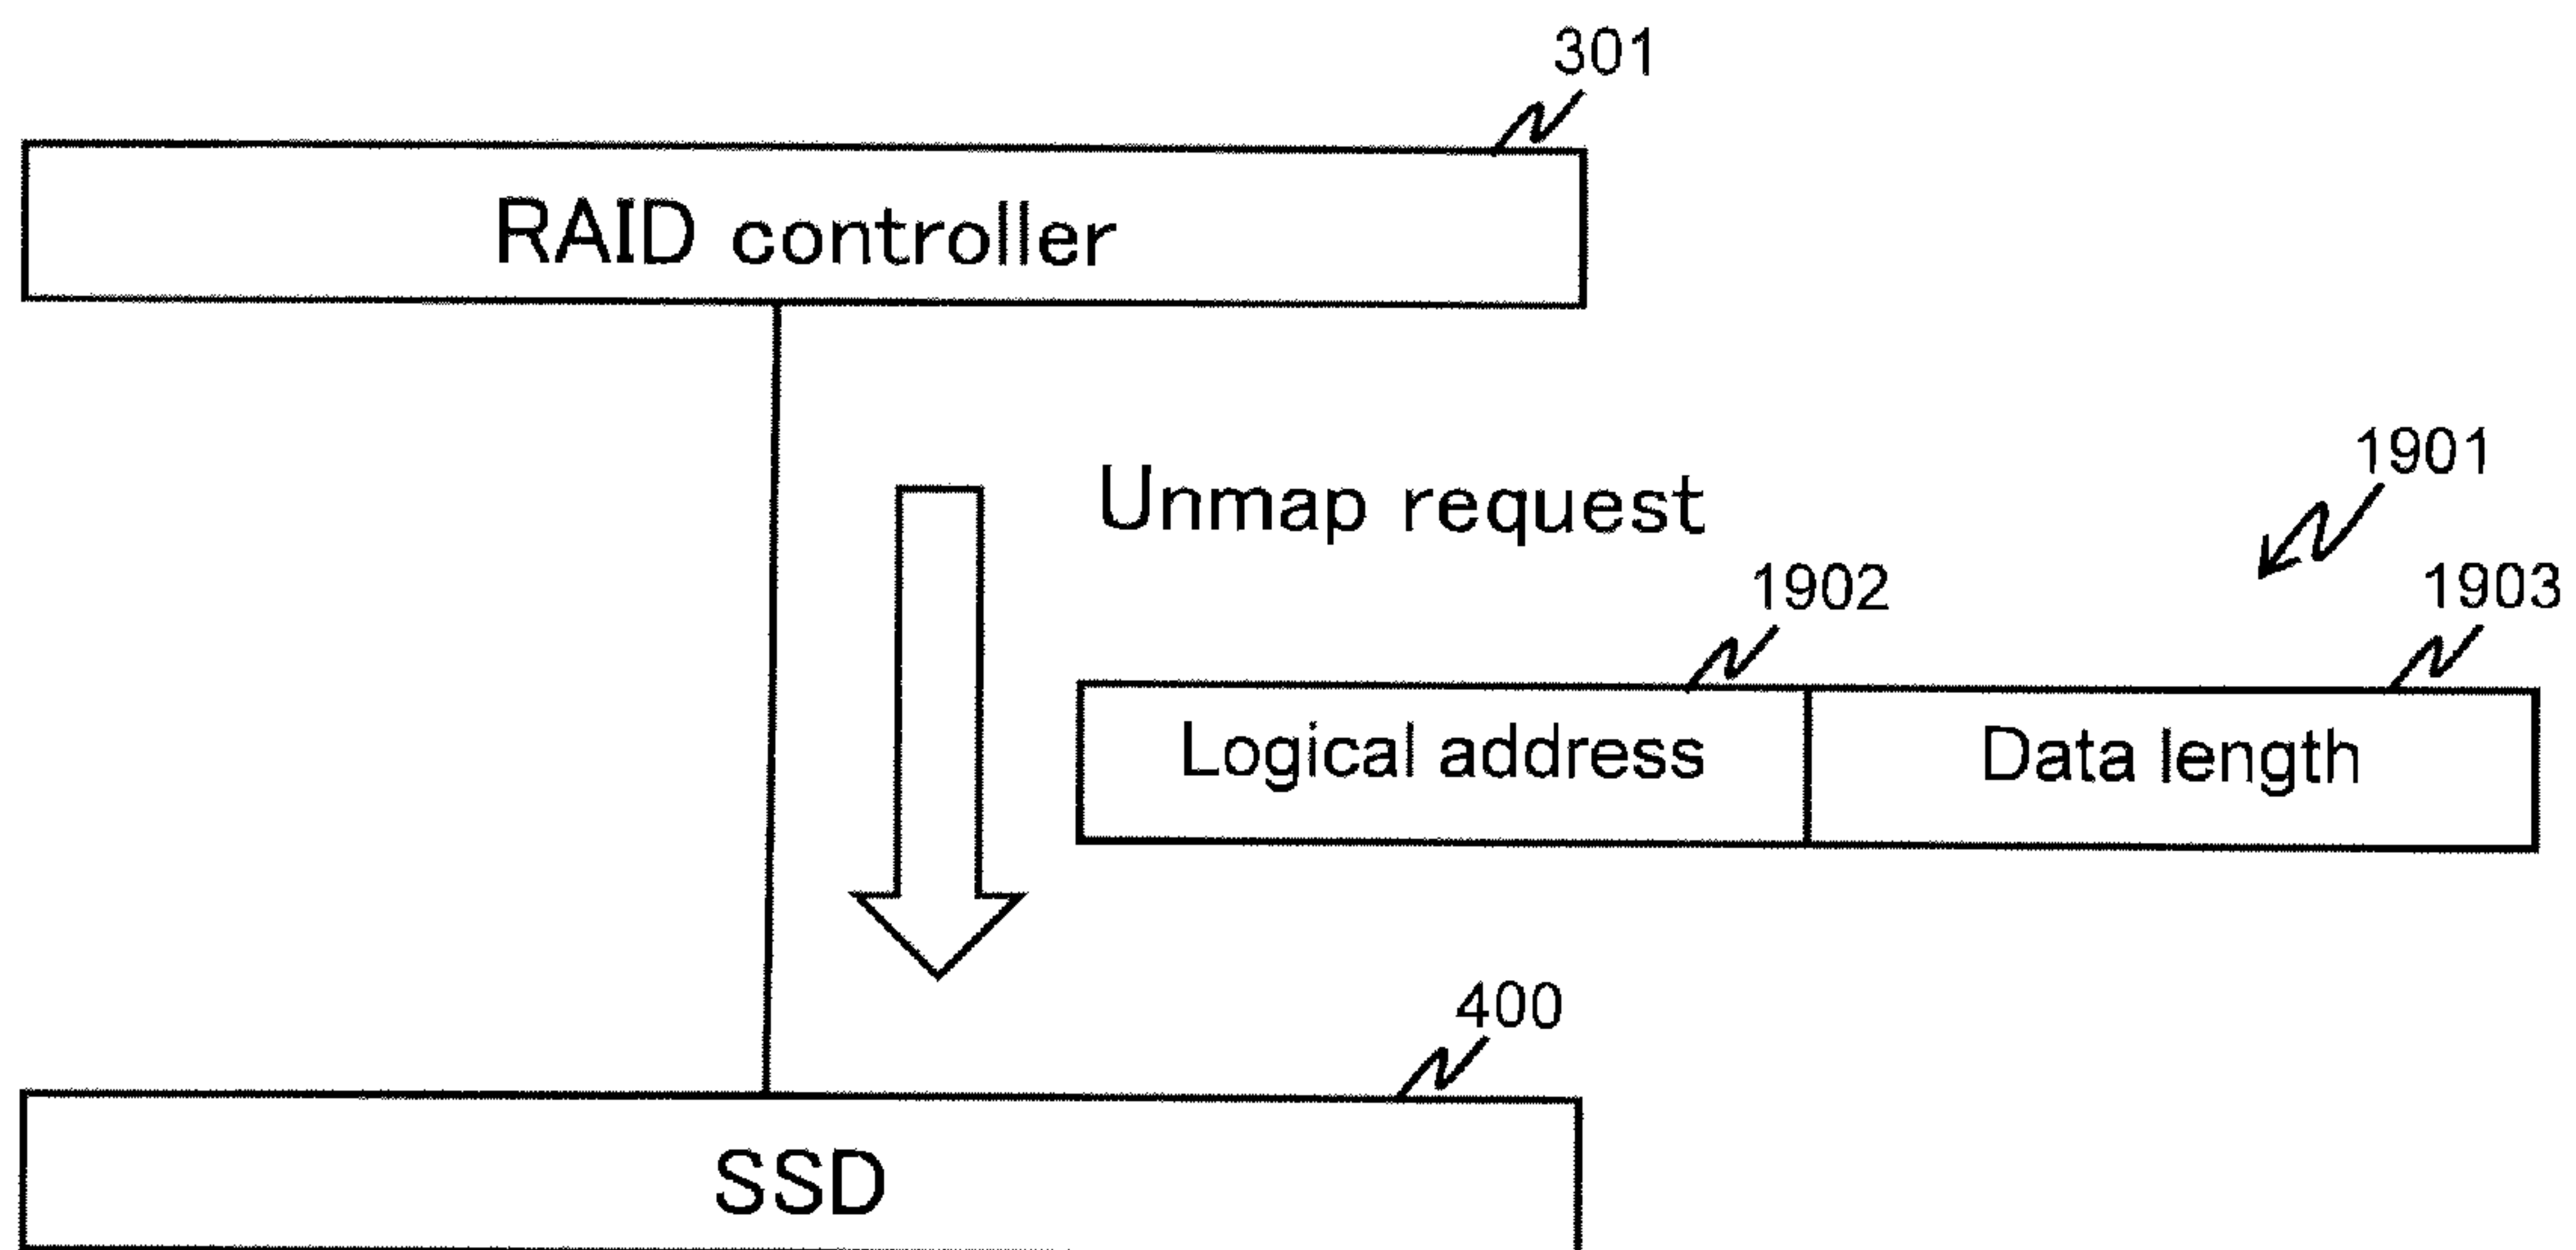 301
RAID controller
Unmap request
1901
1902
1903
Logical address
Data length
400
SSD